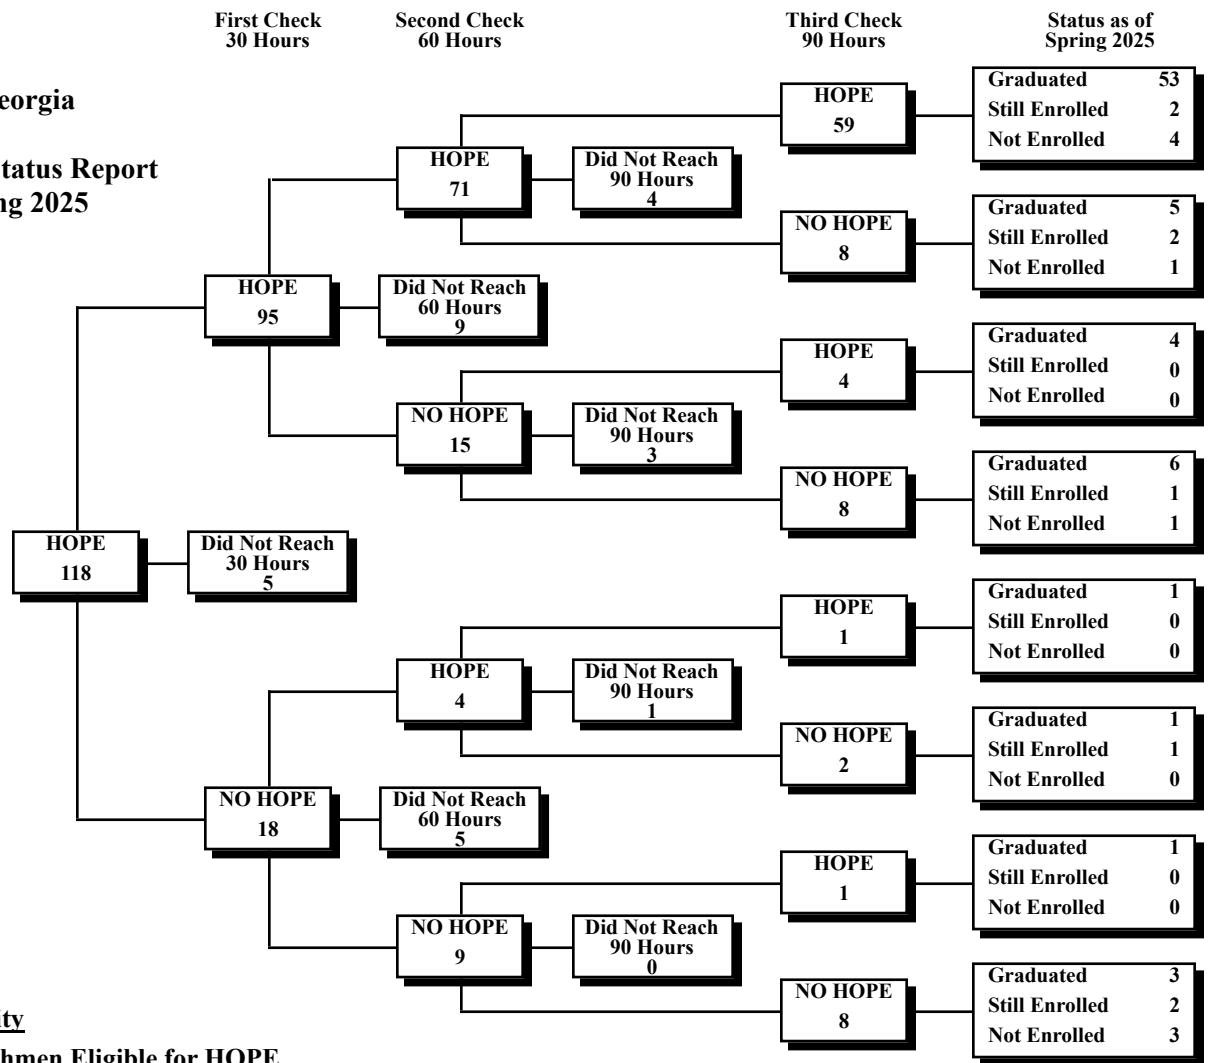 First Check
30 Hours
Second Check
60 Hours
Third Check
90 Hours
Status as of
Spring 2025
eorgia
tatus Report
ng 2025
HOPE
118
Did Not Reach
30 Hours
5
HOPE
95
Did Not Reach
60 Hours
9
NO HOPE
18
Did Not Reach
60 Hours
5
HOPE
71
Did Not Reach
90 Hours
4
NO HOPE
15
Did Not Reach
90 Hours
3
HOPE
4
Did Not Reach
90 Hours
1
NO HOPE
9
Did Not Reach
90 Hours
0
HOPE
59
Graduated 53
Still Enrolled 2
Not Enrolled 4
NO HOPE
8
Graduated 5
Still Enrolled 2
Not Enrolled 1
HOPE
4
Graduated 4
Still Enrolled 0
Not Enrolled 0
NO HOPE
8
Graduated 6
Still Enrolled 1
Not Enrolled 1
HOPE
1
Graduated 1
Still Enrolled 0
Not Enrolled 0
NO HOPE
2
Graduated 1
Still Enrolled 1
Not Enrolled 0
HOPE
1
Graduated 1
Still Enrolled 0
Not Enrolled 0
NO HOPE
8
Graduated 3
Still Enrolled 2
Not Enrolled 3
ity
hmen Eligible for HOPE